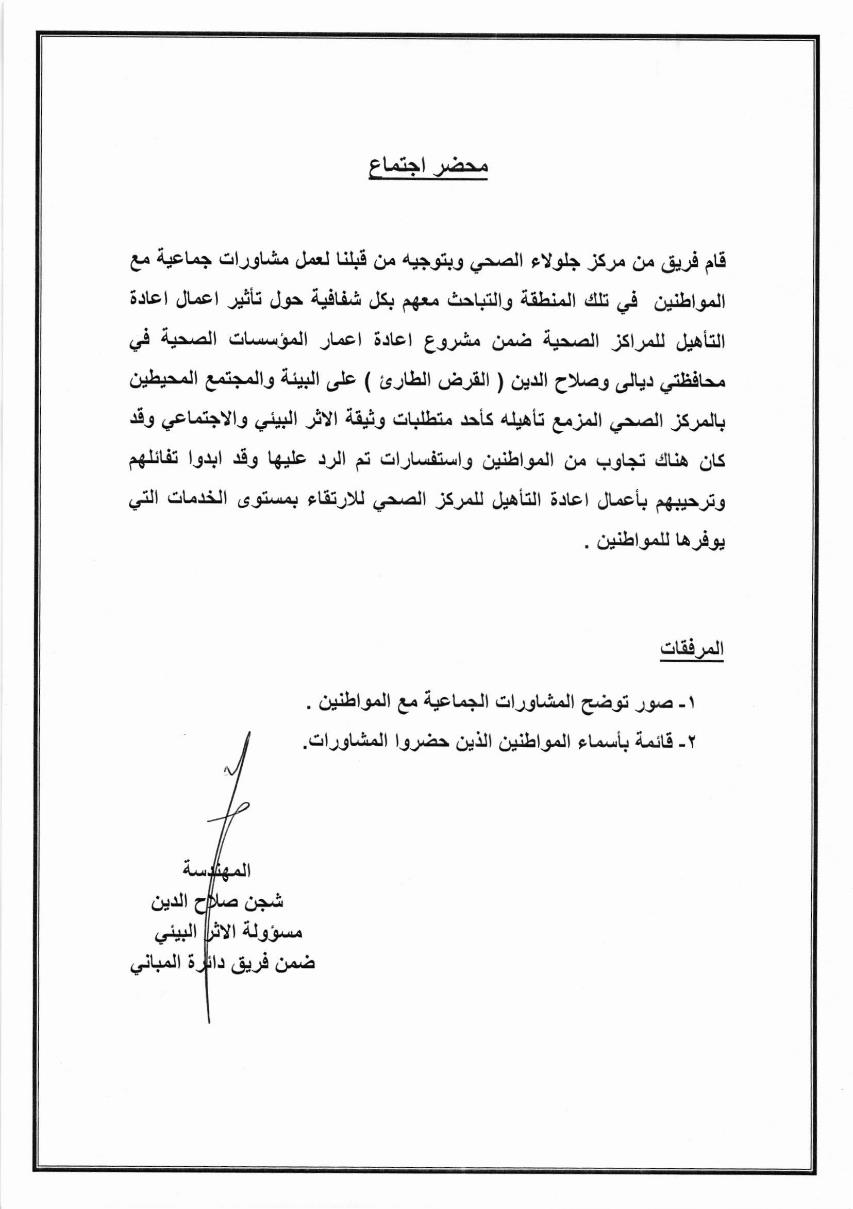 محضر اجتماع
قام فريق من مركز جلولاء الصحي وبتوجيه من قبلنا لعمل مشاورات جماعية مع
المواطنين في تلك المنطقة والتباحث معهم بكل شفافية حول تأثير اعمال اعادة
التأهيل للمراكز الصحية ضمن مشروع اعادة اعمار المؤسسات الصحية في
محافظتي ديالى وصلاح الدين ( القرض الطارئ ) على البيئة والمجتمع المحيطين
بالمركز الصحي المزمع تأهيله كأحد متطلبات وثيقة الاثر البيئي والاجتماعي وقد
كان هناك تجاوب من المواطنين واستفسارات تم الرد عليها وقد ابدوا تفائلهم
وترحيبهم بأعمال اعادة التأهيل للمركز الصحي للارتقاء بمستوى الخدمات التي
يوفرها للمواطنين .
المرفقات
١- صور توضح المشاورات الجماعية مع المواطنين .
٢- قائمة بأسماء المواطنين الذين حضروا المشاورات.
المهندسة
شجن صلاح الدين
مسؤولة الاثر البيئي
ضمن فريق دائرة المباني